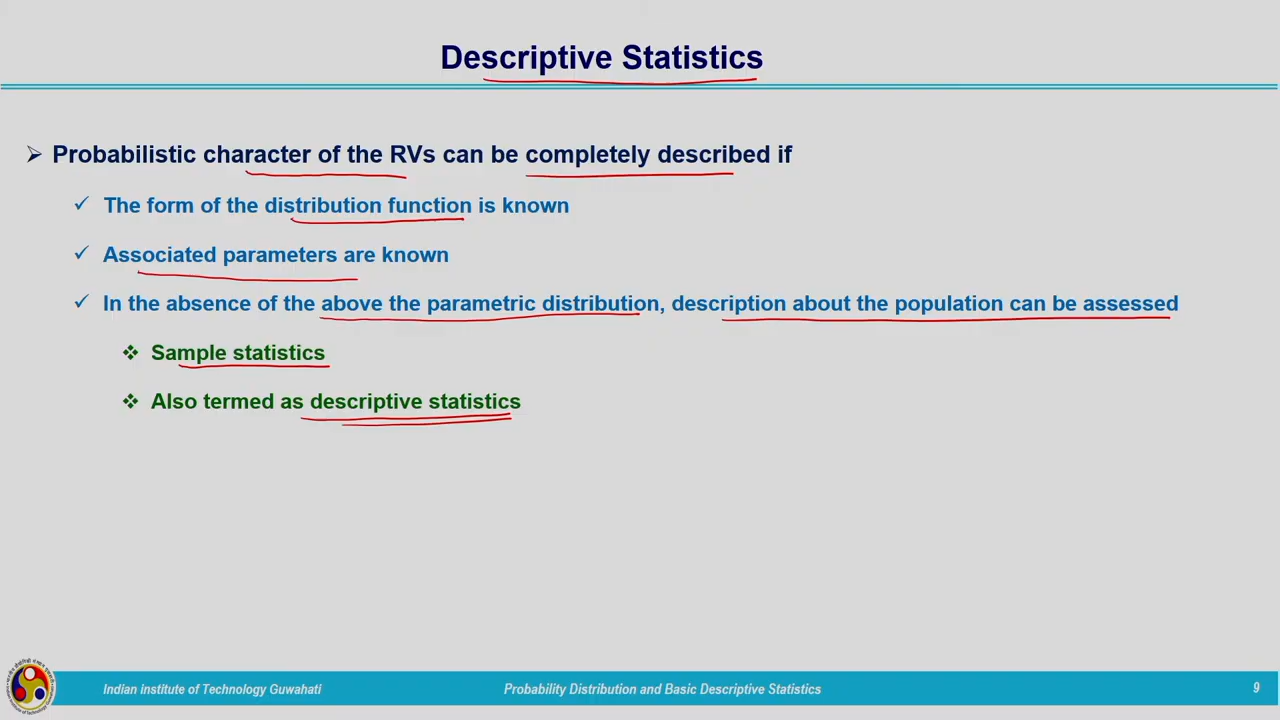 Descriptive Statistics
Probabilistic character of the RVs can be completely described if
The form of the distribution function is known
Associated parameters are known
In the absence of the above the parametric distribution, description about the population can be assessed
Sample statistics
Also termed as descriptive statistics
Indian institute of Technology Guwahati
Probability Distribution and Basic Descriptive Statistics
9